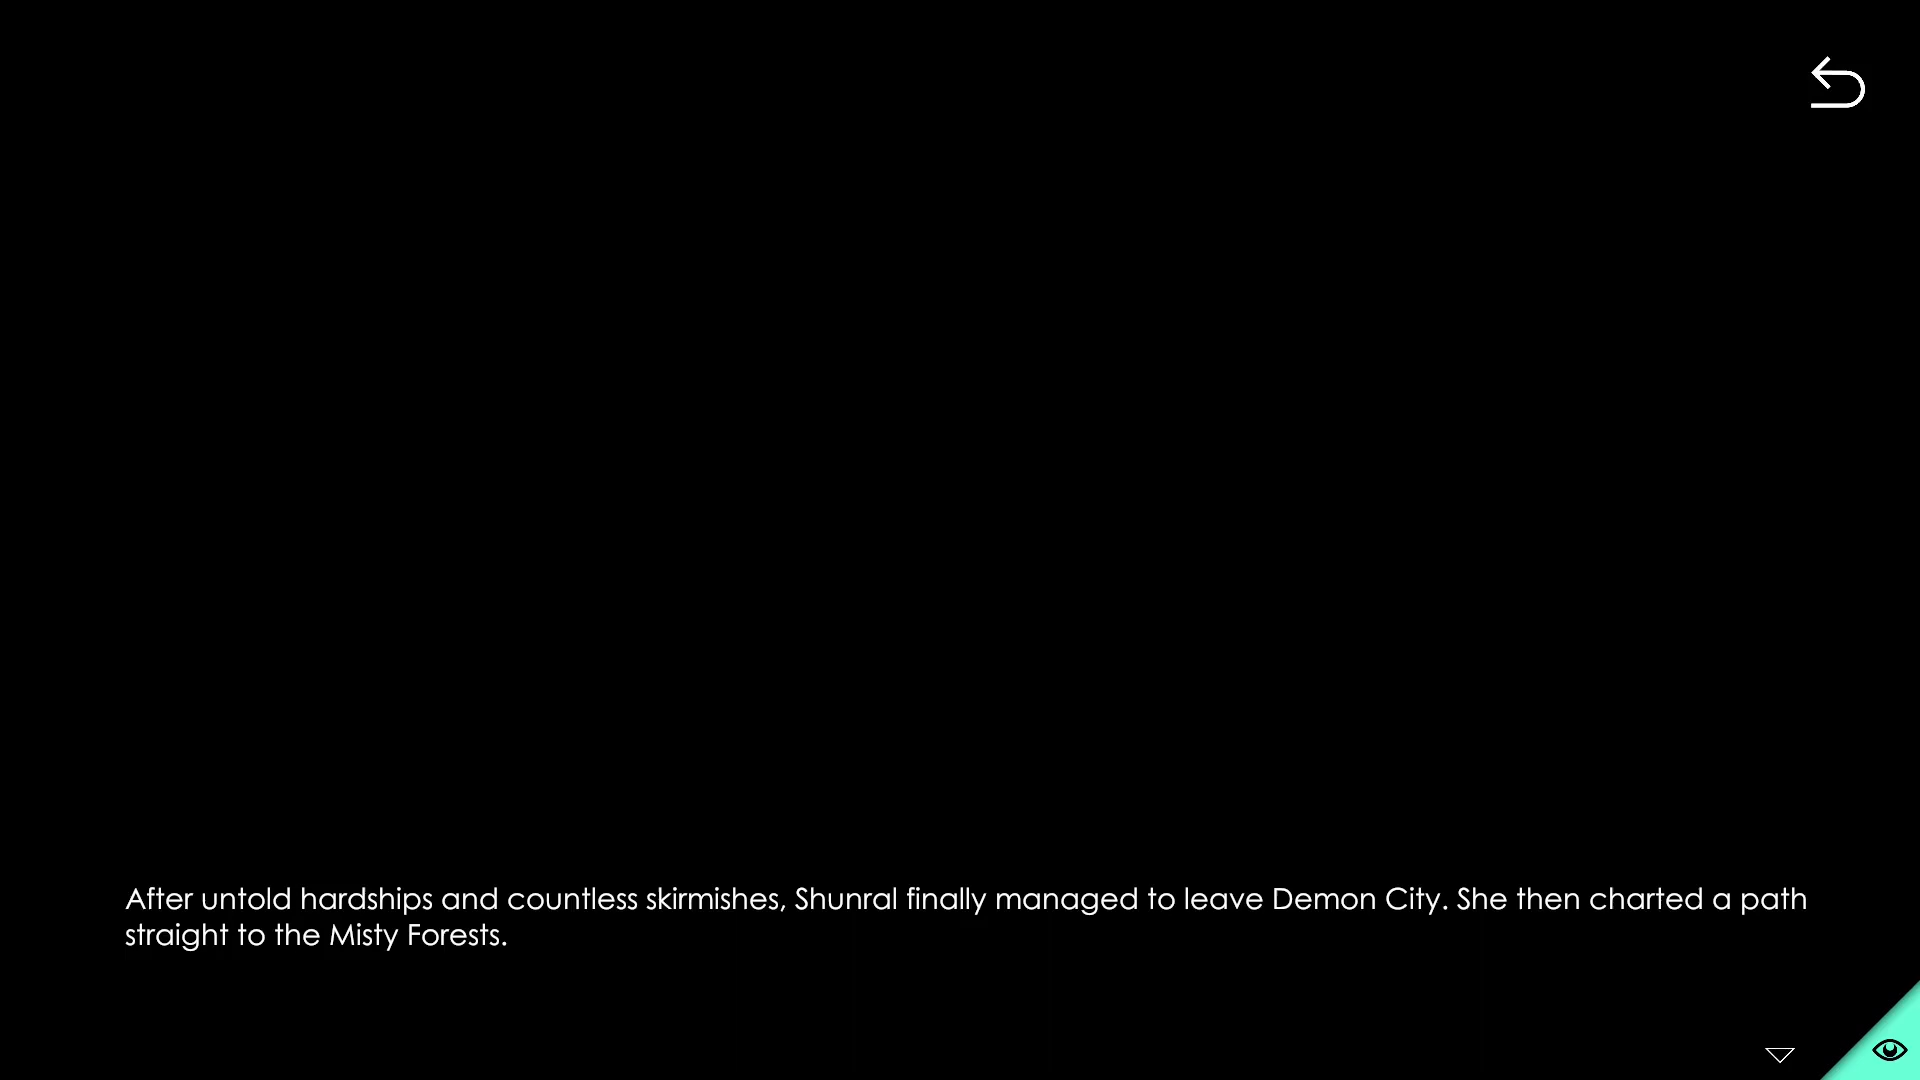 After untold hardships and countless skirmishes, Shunral finally managed to leave Demon City. She then charted a path
straight to the Misty Forests.